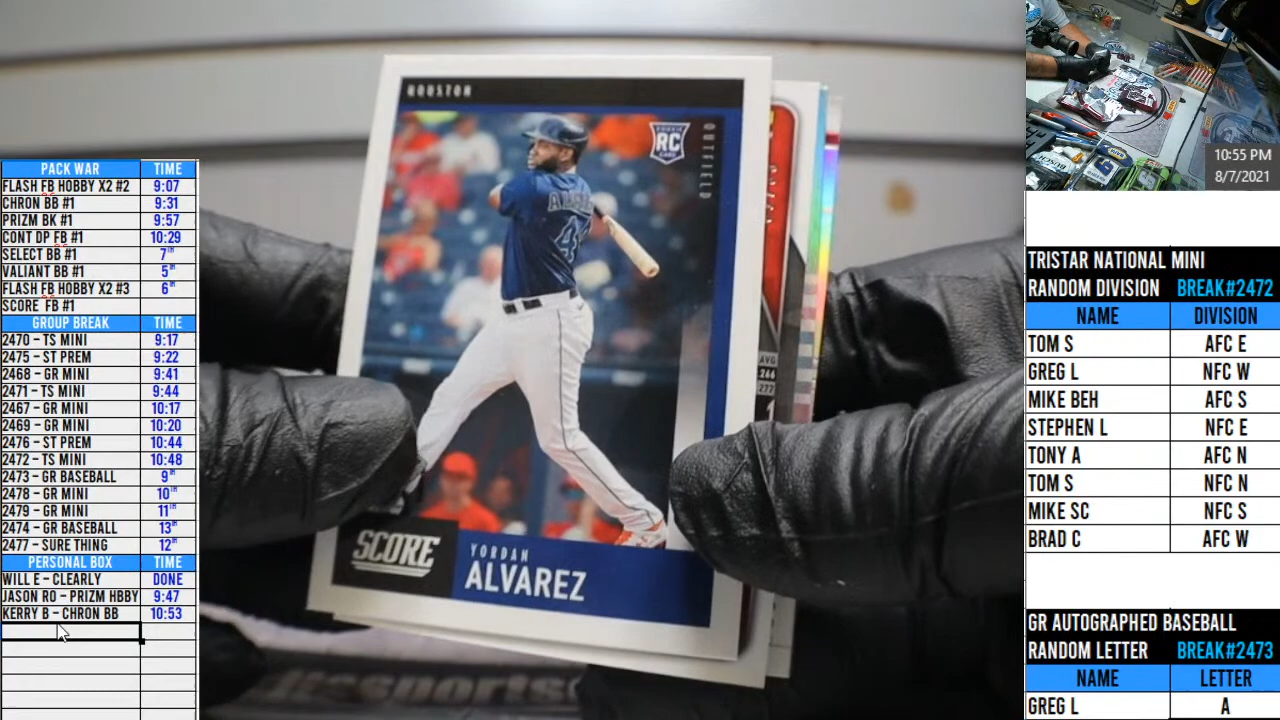 PACK WAR TIME
FLASH FB HOBBY X2 #2 9:07
CHRON BB #1 9:31
PRIZM BK #1 9:57
CONT DP FB #1 10:29
SELECT BB #1 7TH
VALIANT BB #1 5TH
FLASH FB HOBBY X2 #3 6TH
SCORE FB #1
GROUP BREAK TIME
2470 – TS MINI 9:17
2475 – ST PREM 9:22
2468 – GR MINI 9:41
2471 – TS MINI 9:44
2467 – GR MINI 10:17
2469 – GR MINI 10:20
2476 – ST PREM 10:44
2472 – TS MINI 10:48
2473 – GR BASEBALL 9TH
2478 – GR MINI 10TH
2479 – GR MINI 11TH
2474 – GR BASEBALL 13TH
2477 – SURE THING 12TH
PERSONAL BOX TIME
WILL E – CLEARLY DONE
JASON RO – PRIZM HBBY 9:47
KERRY B – CHRON BB 10:53
HOUSTON
ROOKIE
RC
CARD
OUTFIELD
SCORE
YORDAN
ALVAREZ
AVG
266
277
10:55 PM
8/7/2021
TRISTAR NATIONAL MINI
RANDOM DIVISION BREAK#2472
NAME DIVISION
TOM S AFC E
GREG L NFC W
MIKE BEH AFC S
STEPHEN L NFC E
TONY A AFC N
TOM S NFC N
MIKE SC NFC S
BRAD C AFC W
GR AUTOGRAPHED BASEBALL
RANDOM LETTER BREAK#2473
NAME LETTER
GREG L A